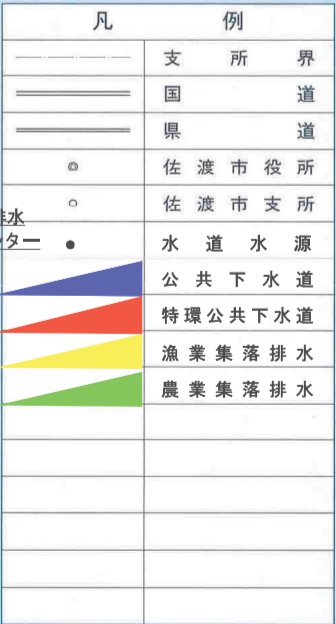 凡 例
支 所 界
国 道
県 道
佐 渡 市 役 所
佐 渡 市 支 所
水
ター
水 道 水 源
公 共 下 水 道
特環公共下水道
漁 業 集 落 排 水
農 業 集 落 排 水